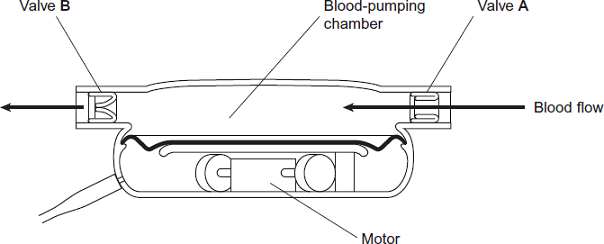 Valve B
Blood-pumping
chamber
Valve A
Blood flow
Motor